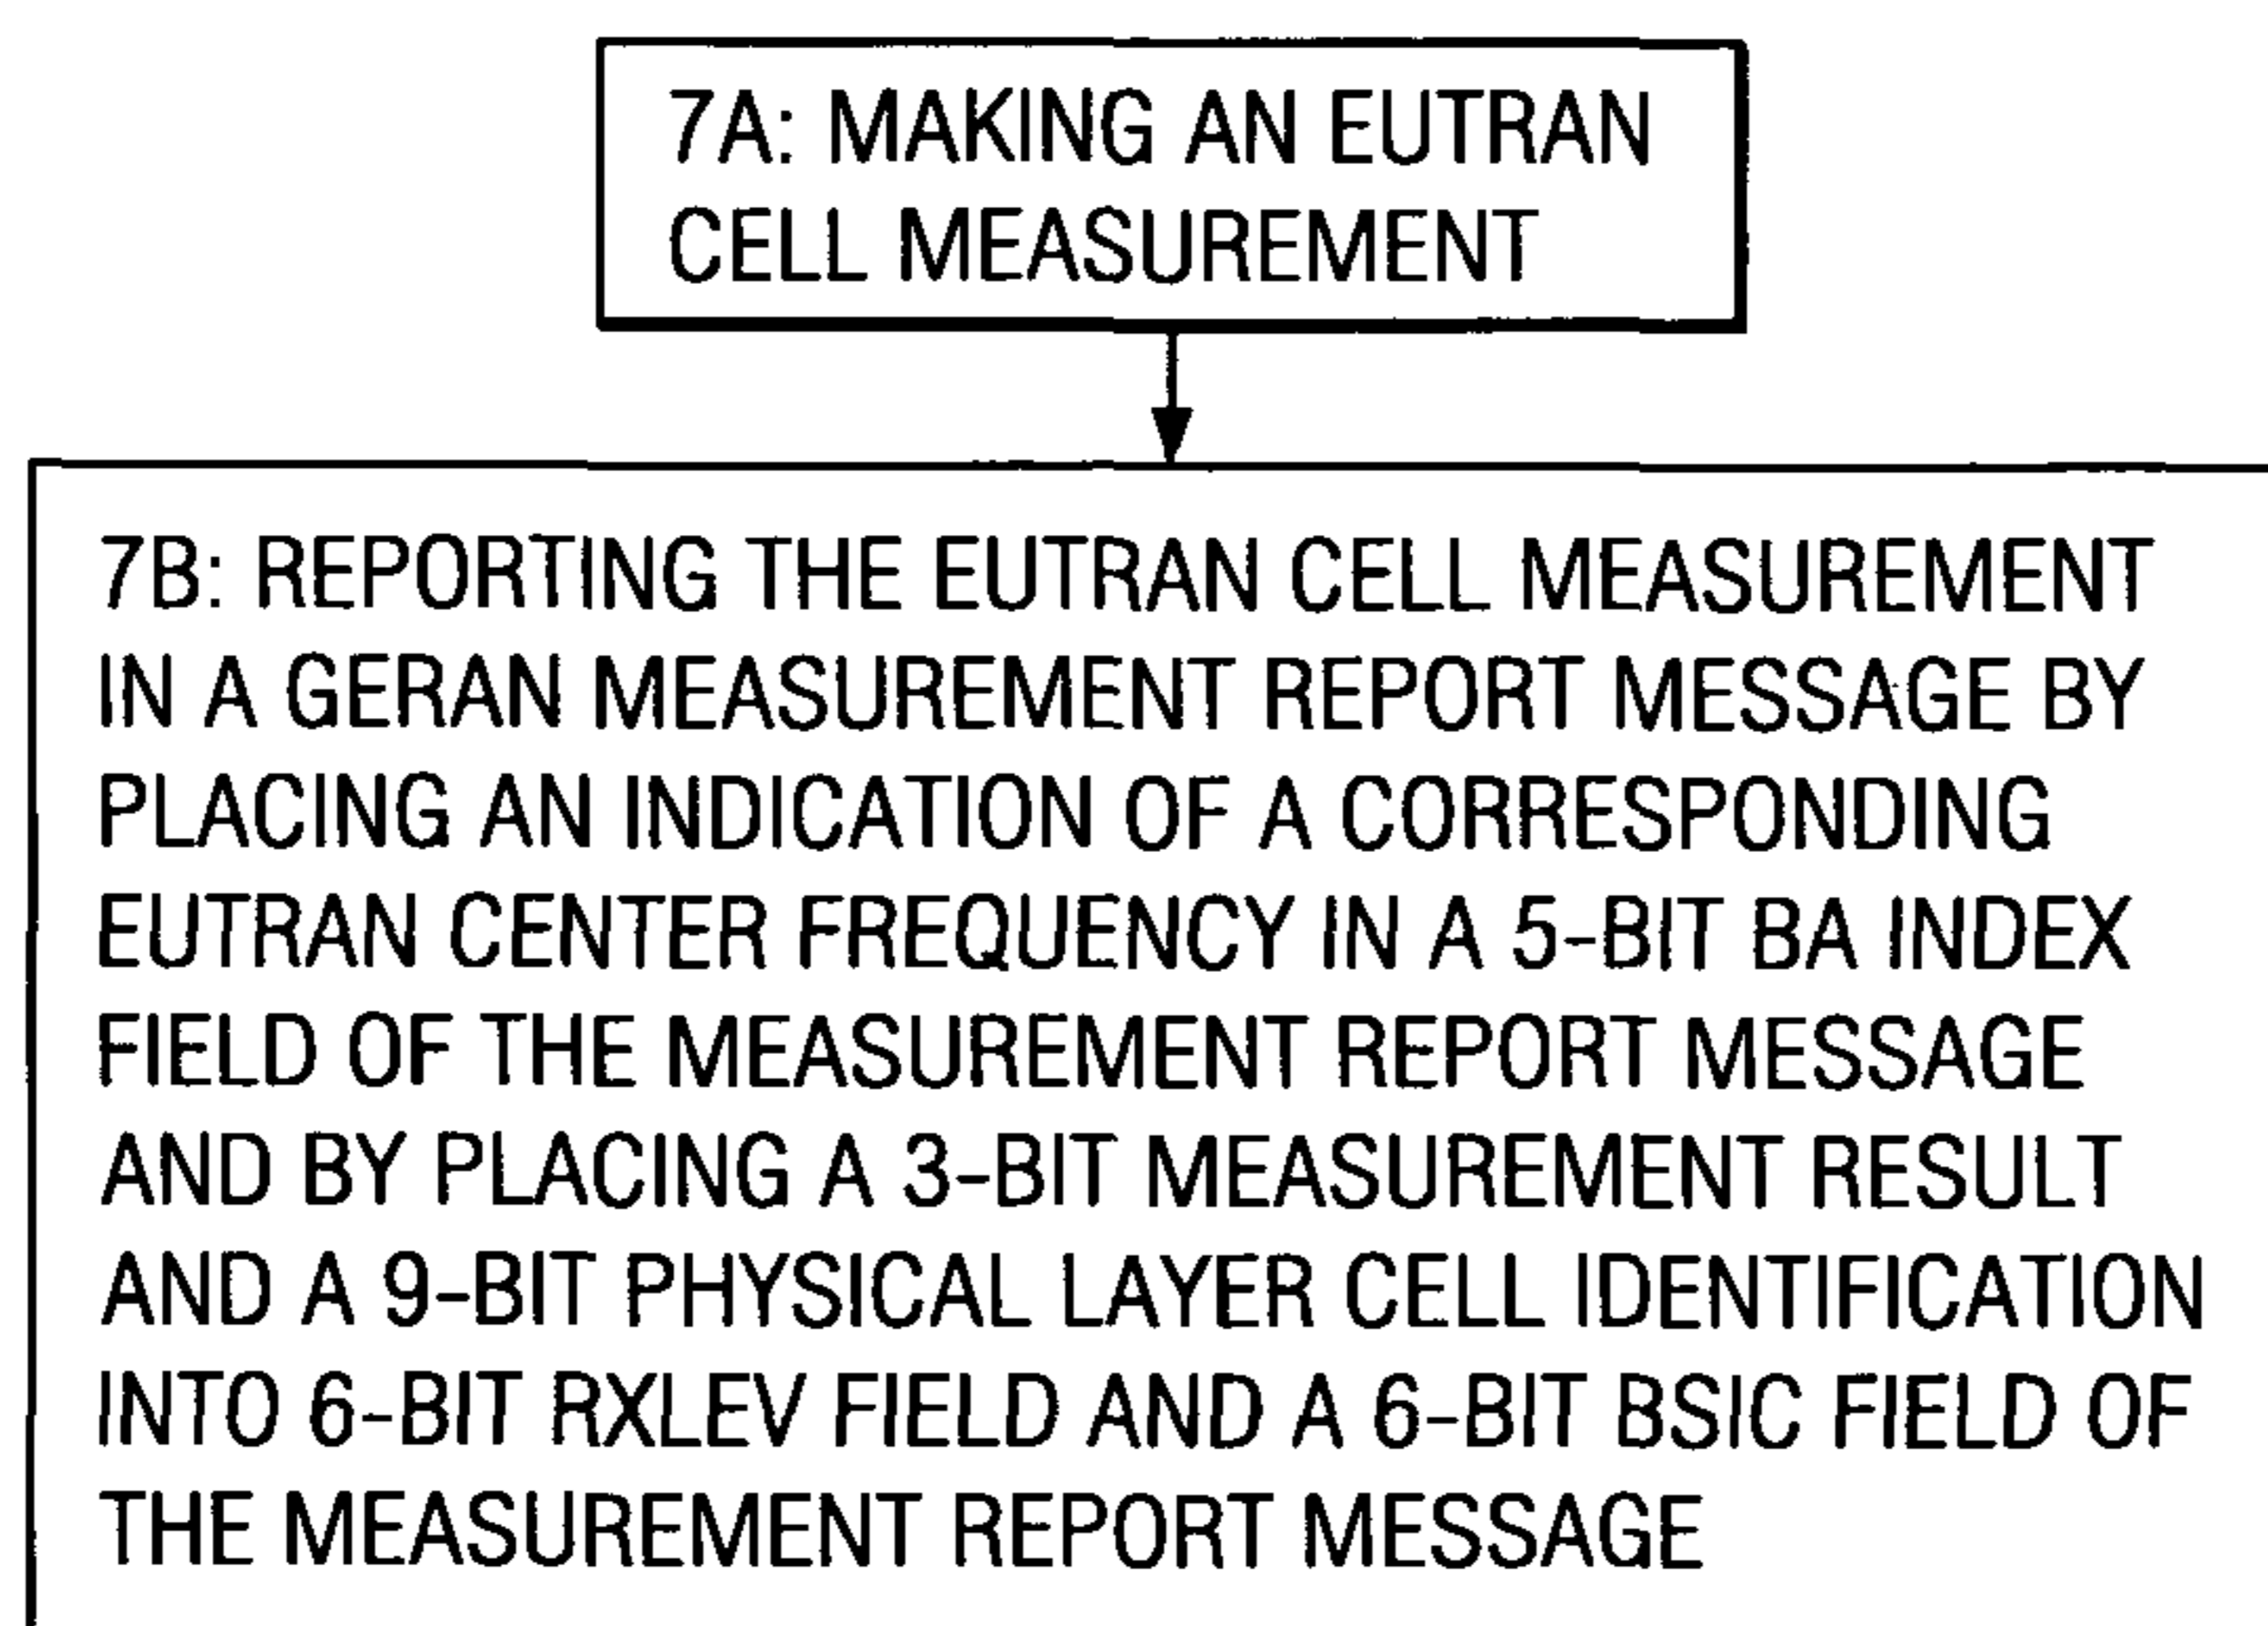 7A: MAKING AN EUTRAN
CELL MEASUREMENT
7B: REPORTING THE EUTRAN CELL MEASUREMENT
IN A GERAN MEASUREMENT REPORT MESSAGE BY
PLACING AN INDICATION OF A CORRESPONDING
EUTRAN CENTER FREQUENCY IN A 5-BIT BA INDEX
FIELD OF THE MEASUREMENT REPORT MESSAGE
AND BY PLACING A 3-BIT MEASUREMENT RESULT
AND A 9-BIT PHYSICAL LAYER CELL IDENTIFICATION
INTO 6-BIT RXLEV FIELD AND A 6-BIT BSIC FIELD OF
THE MEASUREMENT REPORT MESSAGE